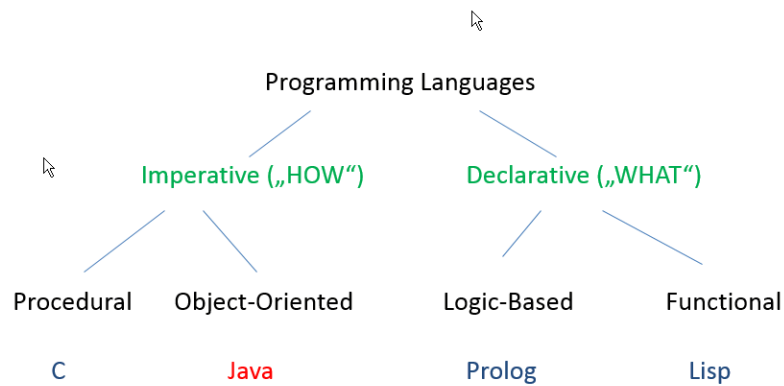 Programming Languages
Imperative („HOW“) Declarative („WHAT“)
Procedural Object-Oriented Logic-Based Functional
C Java Prolog Lisp